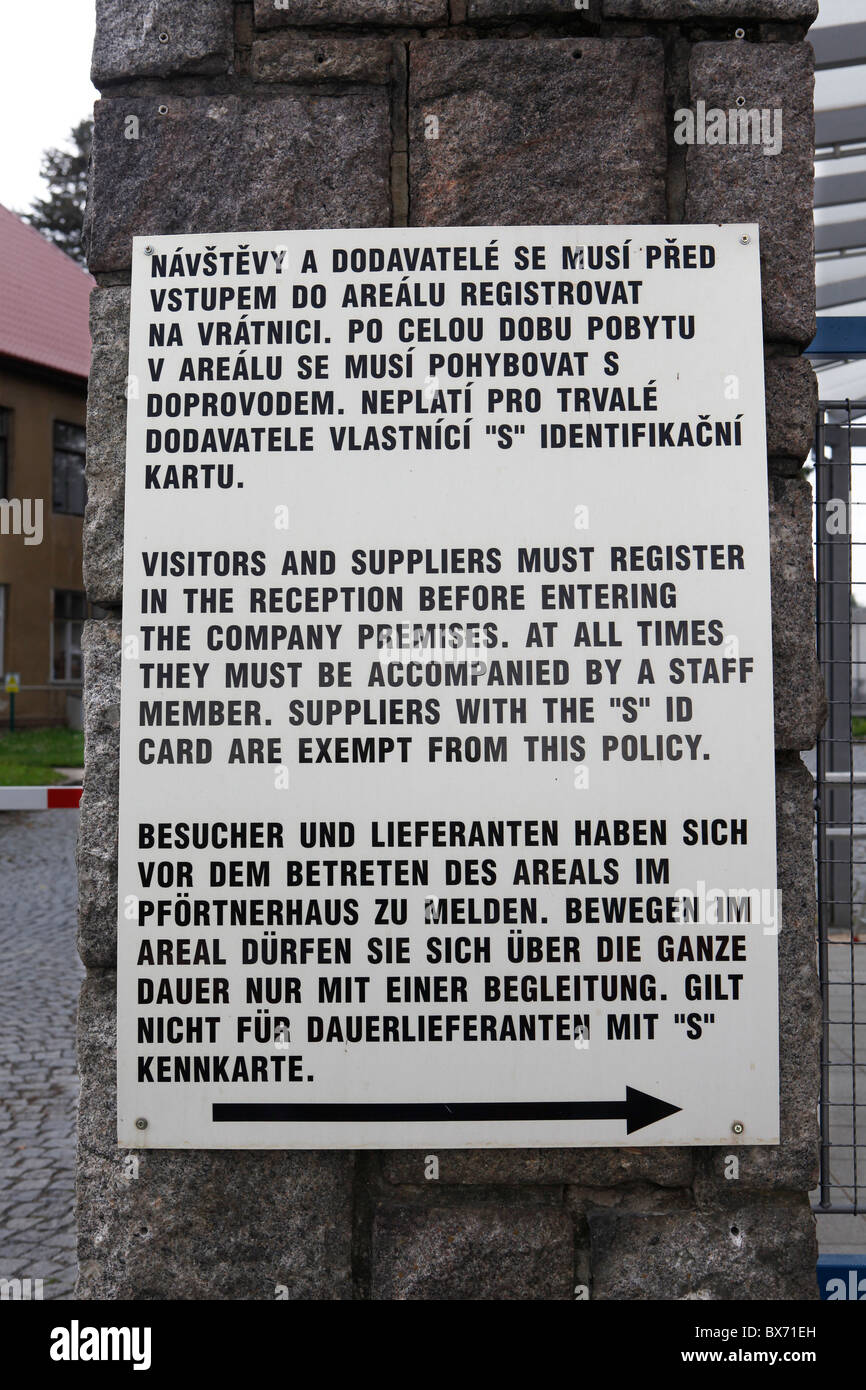 NÁVŠTĚVY A DODAVATELÉ SE MUSÍ PŘED
VSTUPEM DO AREÁLU REGISTROVAT
NA VRÁTNICI. PO CELOU DOBU POBYTU
V AREÁLU SE MUSÍ POHYBOVAT S
DOPROVODEM. NEPLATÍ PRO TRVALÉ
DODAVATELE VLASTNÍCÍ "S" IDENTIFIKAČNÍ
KARTU.
VISITORS AND SUPPLIERS MUST REGISTER
IN THE RECEPTION BEFORE ENTERING
THE COMPANY PREMISES. AT ALL TIMES
THEY MUST BE ACCOMPANIED BY A STAFF
MEMBER. SUPPLIERS WITH THE "S" ID
CARD ARE EXEMPT FROM THIS POLICY.
BESUCHER UND LIEFERANTEN HABEN SICH
VOR DEM BETRETEN DES AREALS IM
PFÖRTNERHAUS ZU MELDEN. BEWEGEN IM
AREAL DÜRFEN SIE SICH ÜBER DIE GANZE
DAUER NUR MIT EINER BEGLEITUNG. GILT
NICHT FÜR DAUERLIEFERANTEN MIT "S"
KENNKARTE.
alamy
alamy
Image ID: BX71EH
www.alamy.com